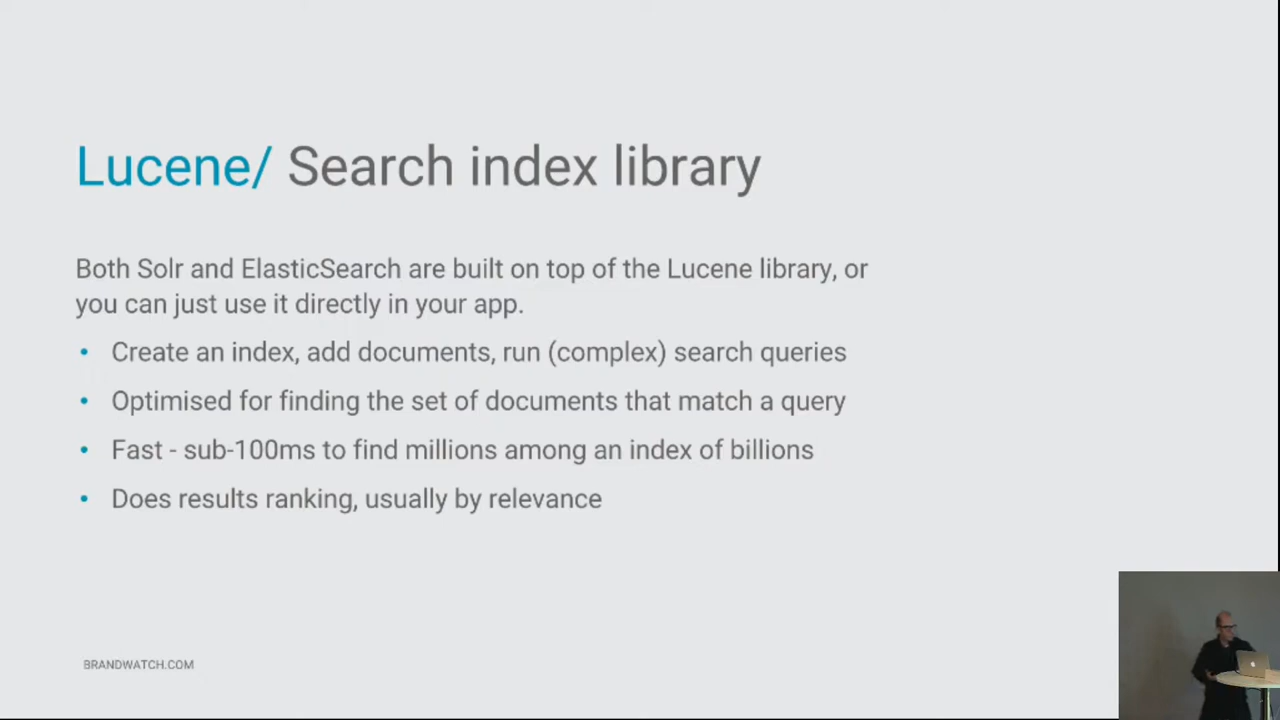 Lucene/ Search index library
Both Solr and ElasticSearch are built on top of the Lucene library, or
you can just use it directly in your app.
• Create an index, add documents, run (complex) search queries
• Optimised for finding the set of documents that match a query
• Fast - sub-100ms to find millions among an index of billions
• Does results ranking, usually by relevance
BRANDWATCH.COM